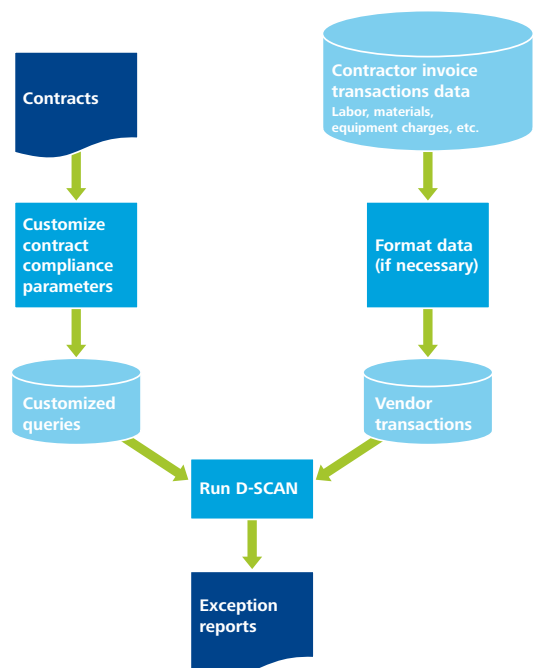 Contracts
Contractor invoice
transactions data
Labor, materials,
equipment charges, etc.
Customize
contract
compliance
parameters
Format data
(if necessary)
Customized
queries
Vendor
transactions
Run D-SCAN
Exception
reports